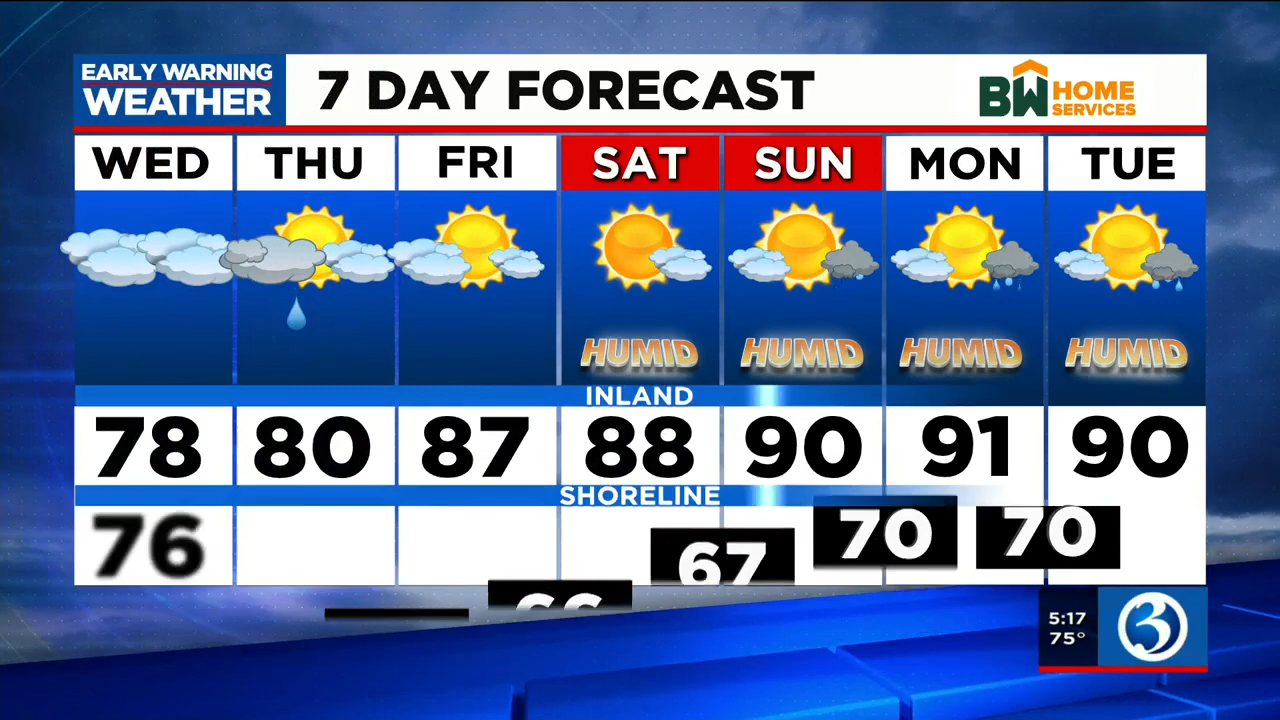 EARLY WARNING
WEATHER
7 DAY FORECAST
BW HOME
SERVICES
WED THU FRI SAT SUN MON TUE
HUMID HUMID HUMID HUMID
INLAND
78 80 87 88 90 91 90
SHORELINE
76
67 70 70
5:17
75°
3